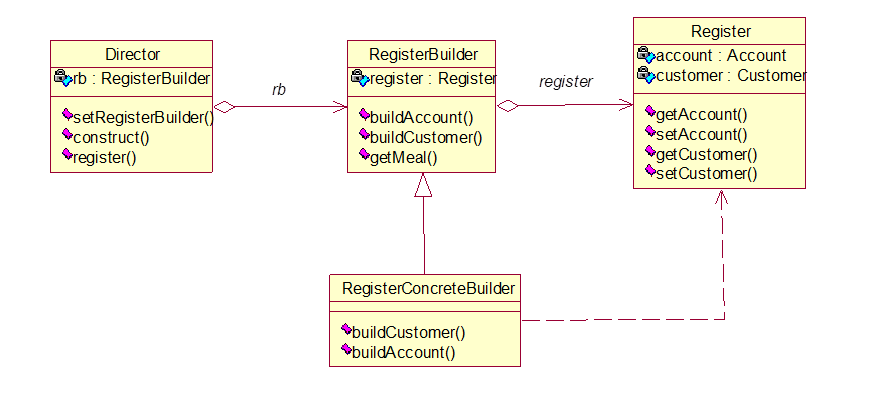 Director
rb : RegisterBuilder
setRegisterBuilder()
construct()
register()
rb
RegisterBuilder
register : Register
buildAccount()
buildCustomer()
getMeal()
register
Register
account : Account
customer : Customer
getAccount()
setAccount()
getCustomer()
setCustomer()
RegisterConcreteBuilder
buildCustomer()
buildAccount()